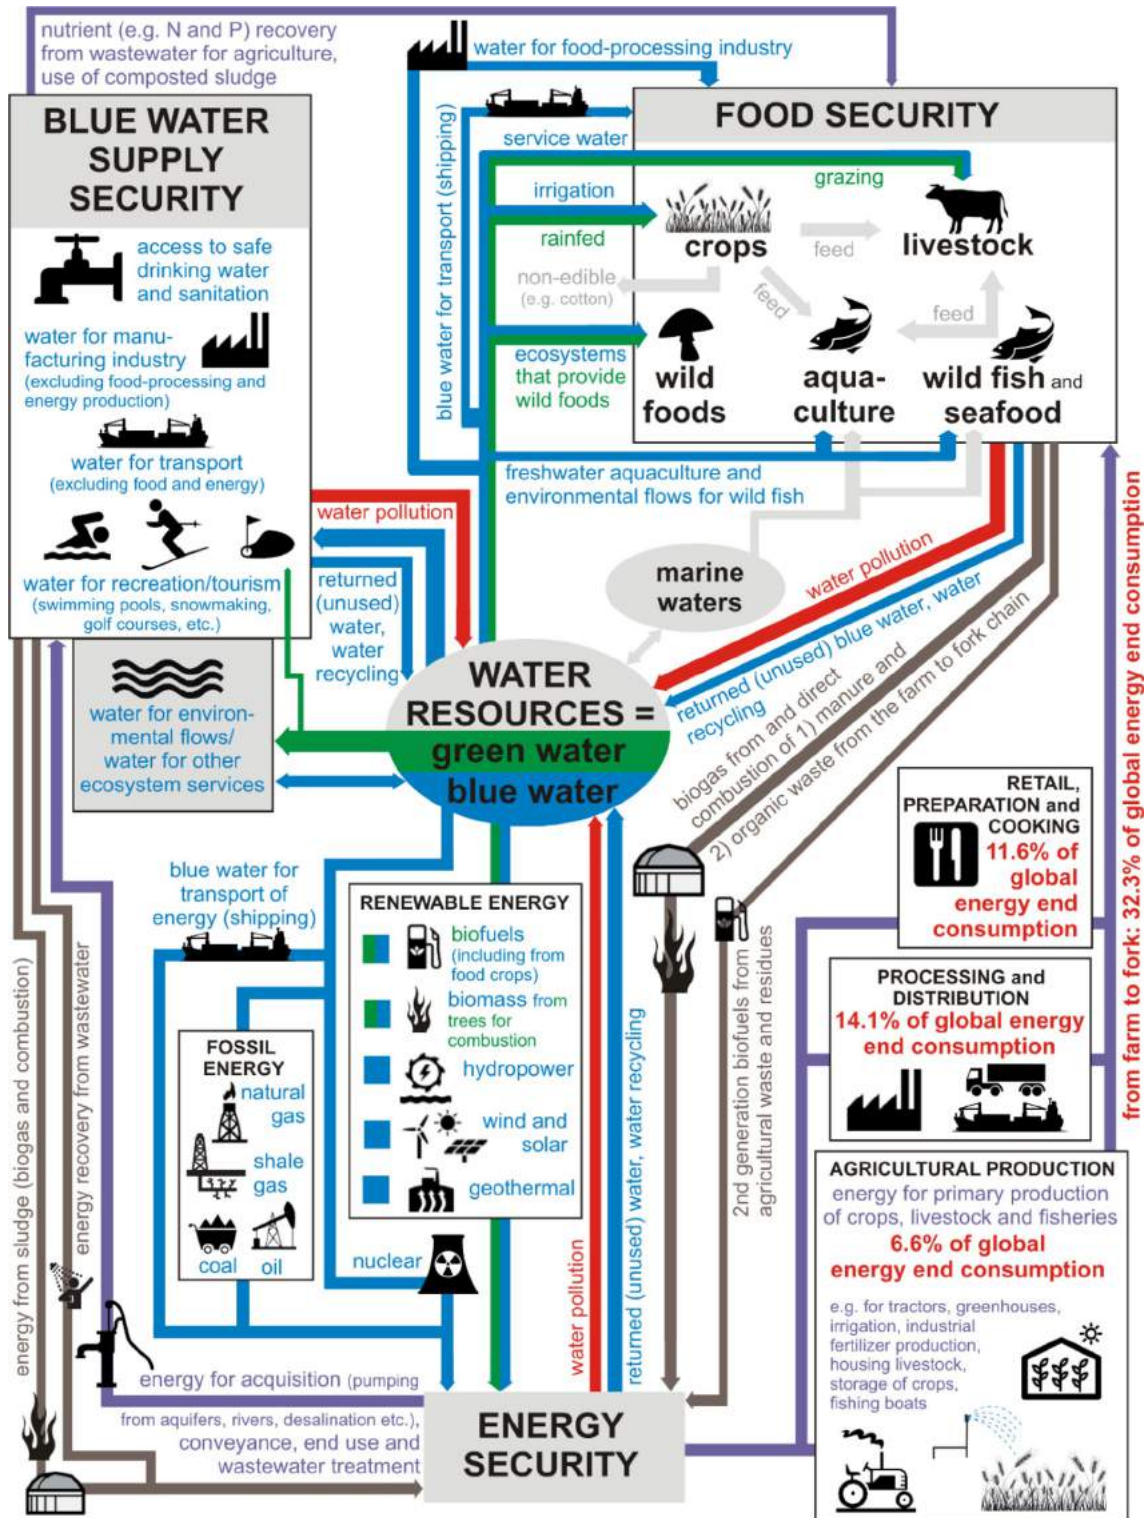 nutrient (e.g. N and P) recovery
from wastewater for agriculture,
use of composted sludge
BLUE WATER
SUPPLY
SECURITY
access to safe
drinking water
and sanitation
water for manu-
facturing industry
(excluding food-processing and
energy production)
water for transport
(excluding food and energy)
water for recreation/tourism
(swimming pools, snowmaking,
golf courses, etc.)
water for environ-
mental flows/
water for other
ecosystem services
water for food-processing industry
blue water for transport (shipping)
service water
irrigation
rainfed
non-edible
(e.g. cotton)
ecosystems
that provide
wild foods
freshwater aquaculture and
environmental flows for wild fish
FOOD SECURITY
grazing
crops
feed
livestock
feed
feed
wild
foods
aqua-
culture
wild fish and
seafood
water pollution
returned
(unused)
water,
water
recycling
marine
waters
WATER
RESOURCES =
green water
blue water
water pollution
returned (unused) blue water, water
recycling
biogas from and direct
combustion of 1) manure and
2) organic waste from the farm to fork chain
from farm to fork: 32.3% of global energy end consumption
RETAIL,
PREPARATION and
COOKING
11.6% of
global
energy end
consumption
PROCESSING and
DISTRIBUTION
14.1% of global energy
end consumption
AGRICULTURAL PRODUCTION
energy for primary production
of crops, livestock and fisheries
6.6% of global
energy end consumption
e.g. for tractors, greenhouses,
irrigation, industrial
fertilizer production,
housing livestock,
storage of crops,
fishing boats
blue water for
transport of
energy (shipping)
RENEWABLE ENERGY
biofuels
(including from
food crops)
biomass from
trees for
combustion
hydropower
wind and
solar
geothermal
FOSSIL
ENERGY
natural
gas
shale
gas
coal
oil
nuclear
water pollution
returned (unused) water, water recycling
2nd generation biofuels from
agricultural waste and residues
energy from sludge (biogas and combustion)
energy recovery from wastewater
energy for acquisition (pumping
from aquifers, rivers, desalination etc.),
conveyance, end use and
wastewater treatment
ENERGY
SECURITY